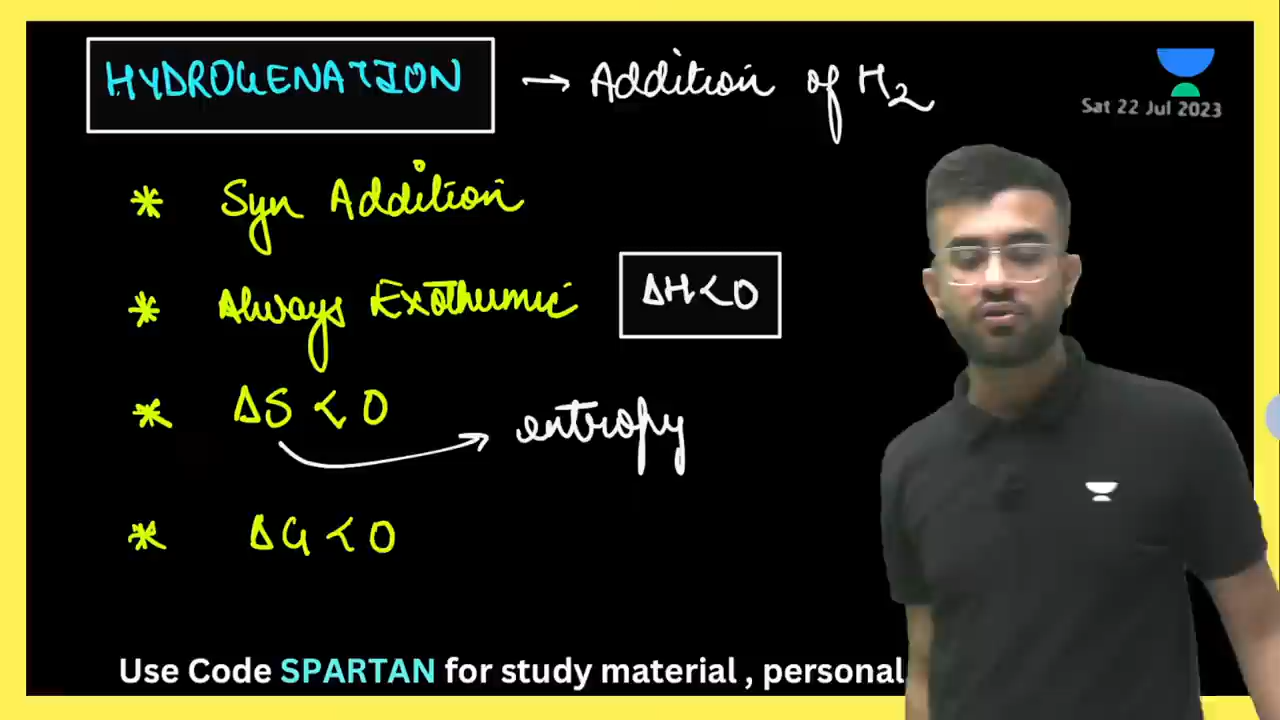 HYDROGENATION → Addition of H2
Sat 22 Jul 2023
* Syn Addition
* Always Exothermic ΔH<0
* ΔS < 0 → entropy
* ΔG < 0
Use Code SPARTAN for study material , personal